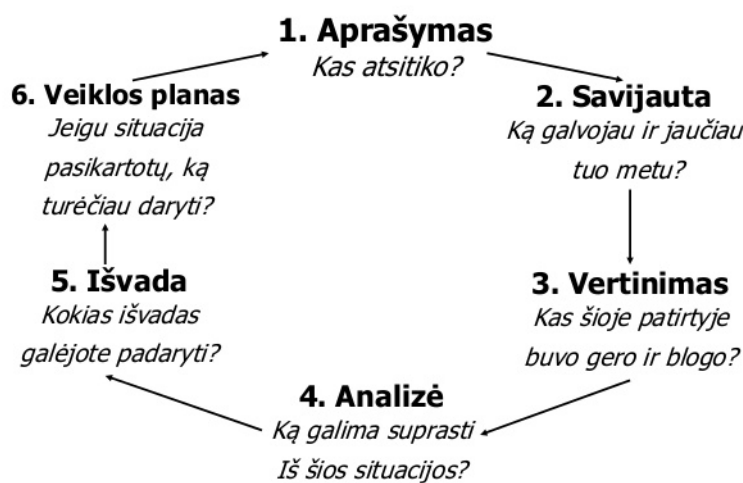 1. Aprašymas
Kas atsitiko?
2. Savijauta
Ką galvojau ir jaučiau
tuo metu?
3. Vertinimas
Kas šioje patirtyje
buvo gero ir blogo?
4. Analizė
Ką galima suprasti
Iš šios situacijos?
5. Išvada
Kokias išvadas
galėjote padaryti?
6. Veiklos planas
Jeigu situacija
pasikartotų, ką
turėčiau daryti?